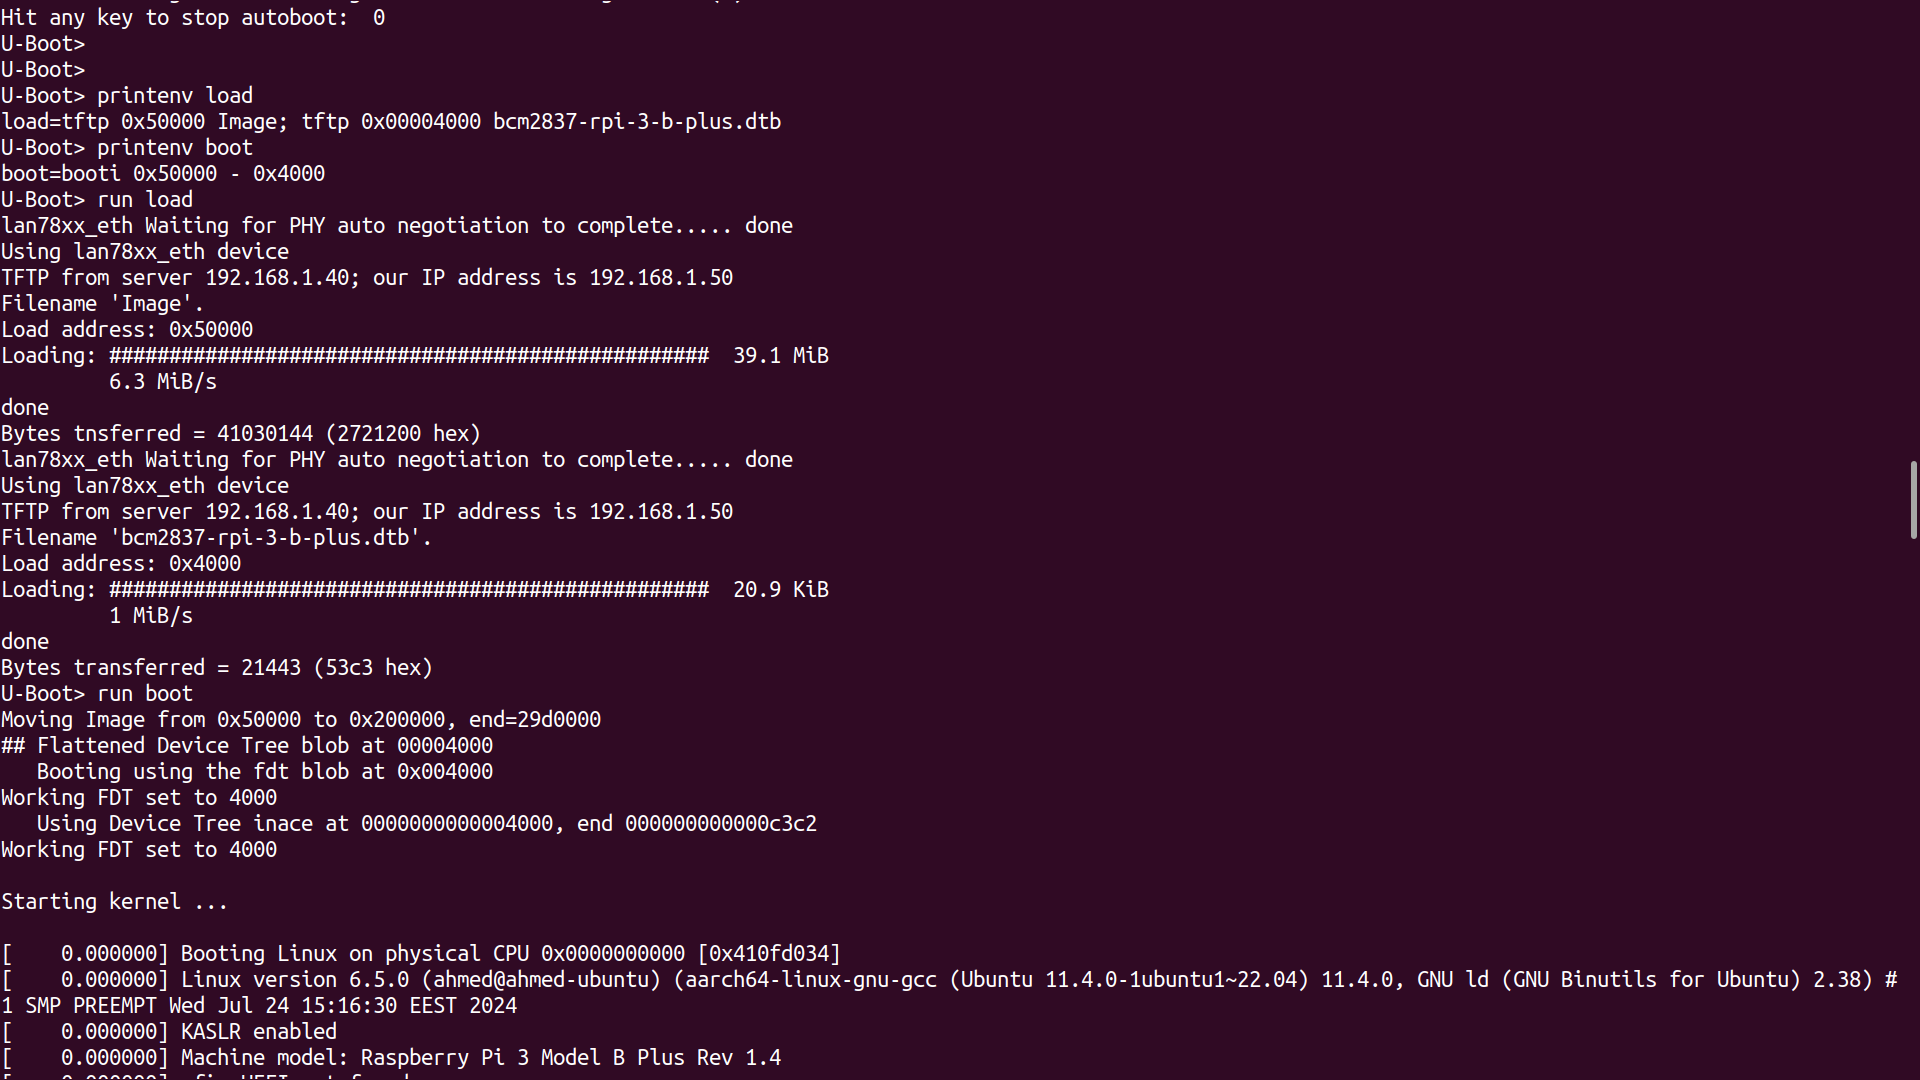 Hit any key to stop autoboot:  0
U-Boot>
U-Boot>
U-Boot> printenv load
load=tftp 0x50000 Image; tftp 0x00004000 bcm2837-rpi-3-b-plus.dtb
U-Boot> printenv boot
boot=booti 0x50000 - 0x4000
U-Boot> run load
lan78xx_eth Waiting for PHY auto negotiation to complete..... done
Using lan78xx_eth device
TFTP from server 192.168.1.40; our IP address is 192.168.1.50
Filename 'Image'.
Load address: 0x50000
Loading: ##################################################  39.1 MiB
         6.3 MiB/s
done
Bytes tnsferred = 41030144 (2721200 hex)
lan78xx_eth Waiting for PHY auto negotiation to complete..... done
Using lan78xx_eth device
TFTP from server 192.168.1.40; our IP address is 192.168.1.50
Filename 'bcm2837-rpi-3-b-plus.dtb'.
Load address: 0x4000
Loading: ##################################################  20.9 KiB
         1 MiB/s
done
Bytes transferred = 21443 (53c3 hex)
U-Boot> run boot
Moving Image from 0x50000 to 0x200000, end=29d0000
## Flattened Device Tree blob at 00004000
   Booting using the fdt blob at 0x004000
Working FDT set to 4000
   Using Device Tree inace at 0000000000004000, end 000000000000c3c2
Working FDT set to 4000
Starting kernel ...
[    0.000000] Booting Linux on physical CPU 0x0000000000 [0x410fd034]
[    0.000000] Linux version 6.5.0 (ahmed@ahmed-ubuntu) (aarch64-linux-gnu-gcc (Ubuntu 11.4.0-1ubuntu1~22.04) 11.4.0, GNU ld (GNU Binutils for Ubuntu) 2.38) #
1 SMP PREEMPT Wed Jul 24 15:16:30 EEST 2024
[    0.000000] KASLR enabled
[    0.000000] Machine model: Raspberry Pi 3 Model B Plus Rev 1.4